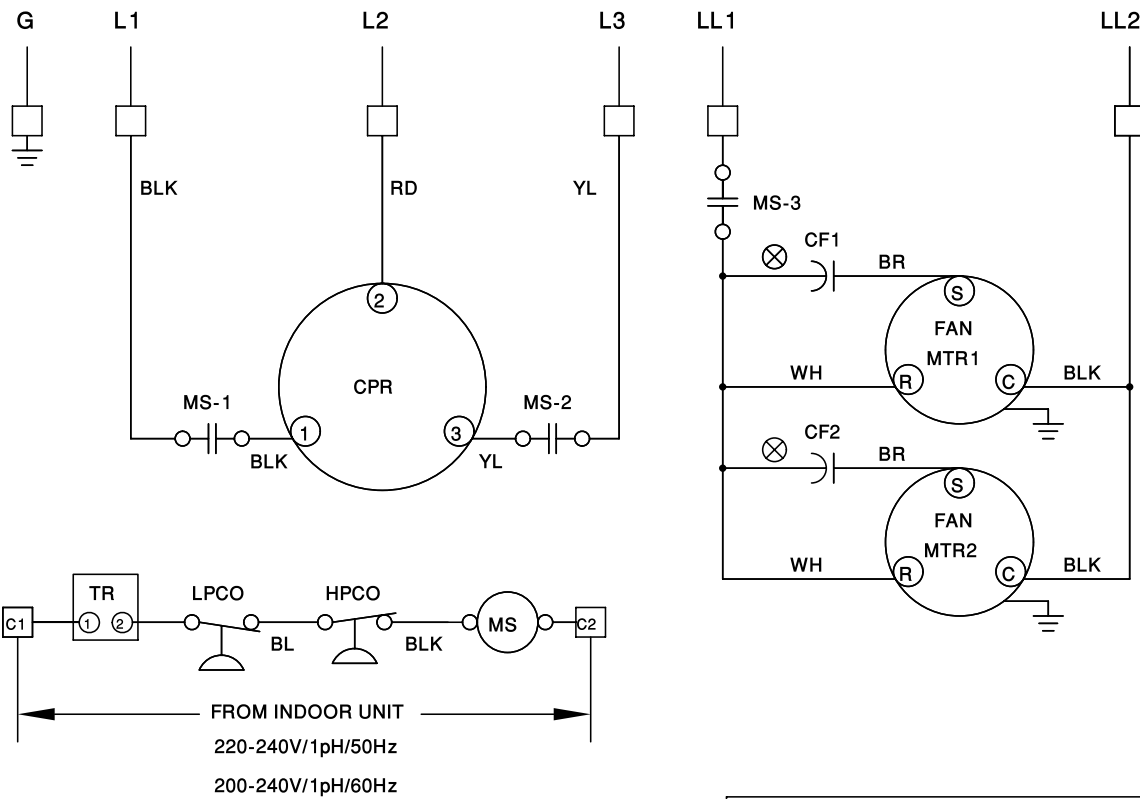 G L1 L2 L3 LL1 LL2
BLK RD YL MS-3
CF1 BR
2 S
FAN
MTR1
CPR WH R C BLK
MS-1 MS-2
1 3
BLK YL
CF2 BR
S
FAN
MTR2
WH R C BLK
TR LPCO HPCO
C1 1 2 MS C2
BL BLK
FROM INDOOR UNIT
220-240V/1pH/50Hz
200-240V/1pH/60Hz